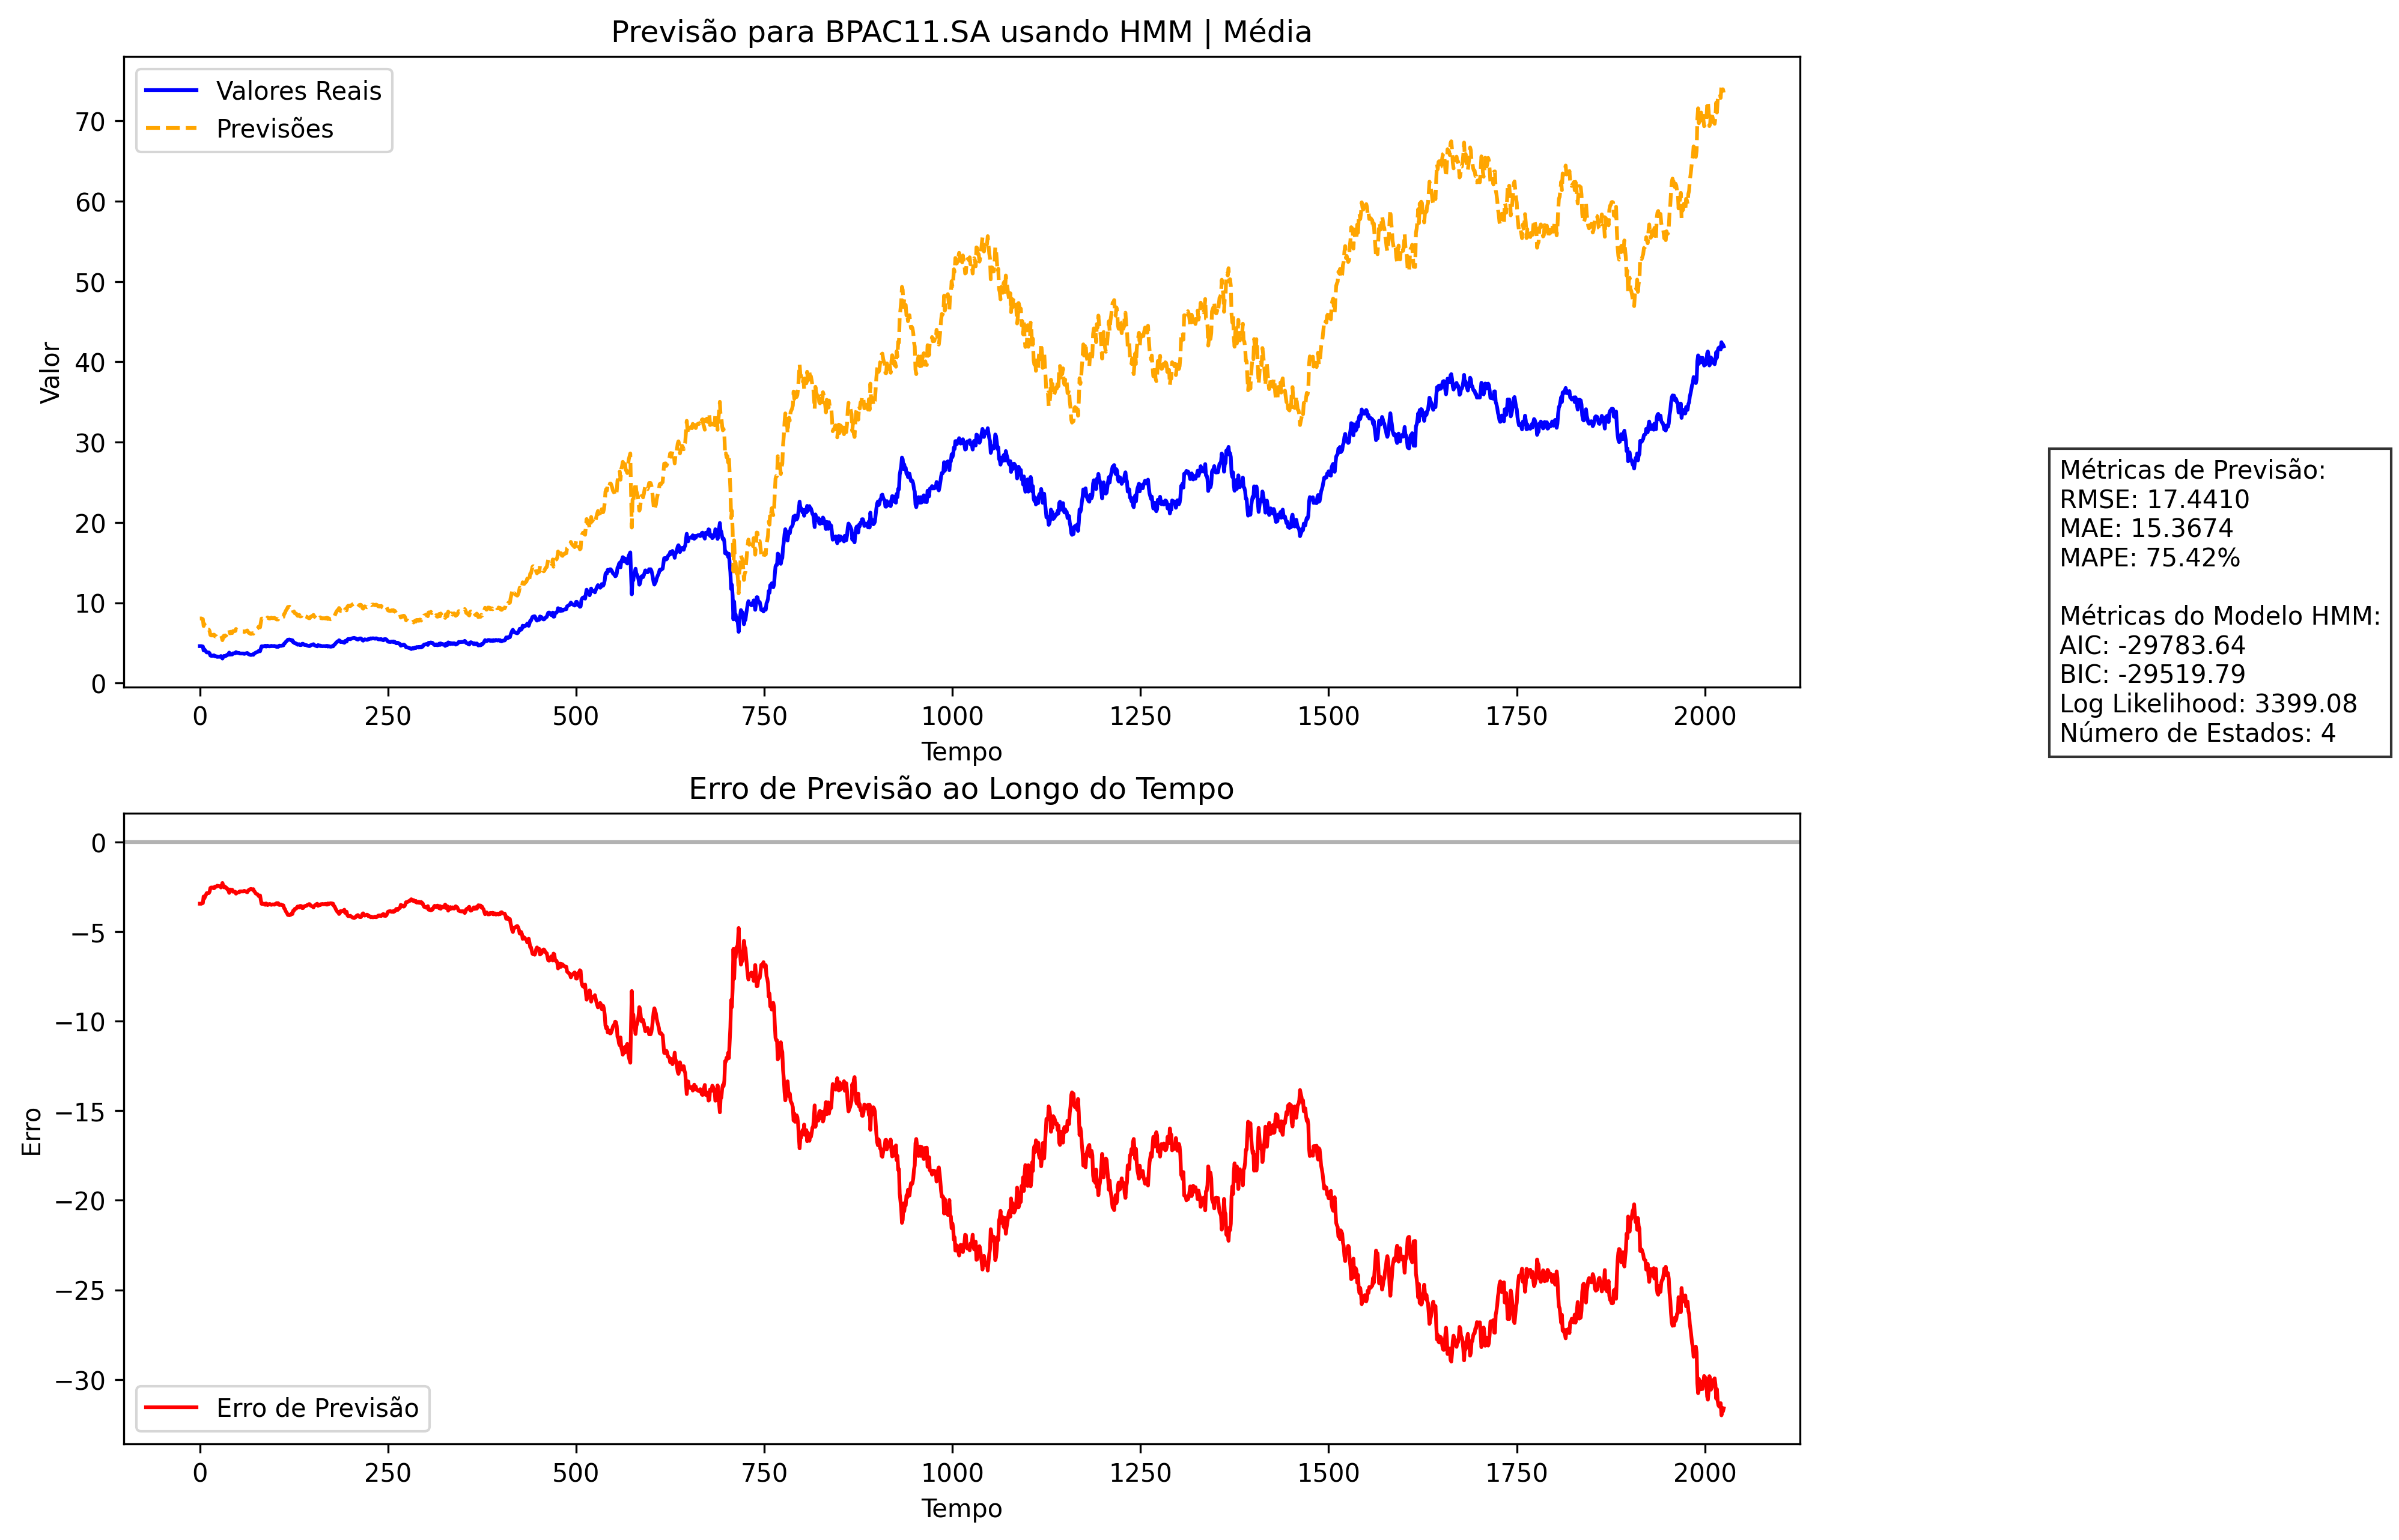 Previsão para BPAC11.SA usando HMM | Média
Valores Reais
Previsões
Valor
70
60
50
40
30
20
10
0
0 250 500 750 1000 1250 1500 1750 2000
Tempo
Métricas de Previsão:
RMSE: 17.4410
MAE: 15.3674
MAPE: 75.42%
Métricas do Modelo HMM:
AIC: -29783.64
BIC: -29519.79
Log Likelihood: 3399.08
Número de Estados: 4
Erro de Previsão ao Longo do Tempo
Erro
0
−5
−10
−15
−20
−25
−30
Erro de Previsão
0 250 500 750 1000 1250 1500 1750 2000
Tempo